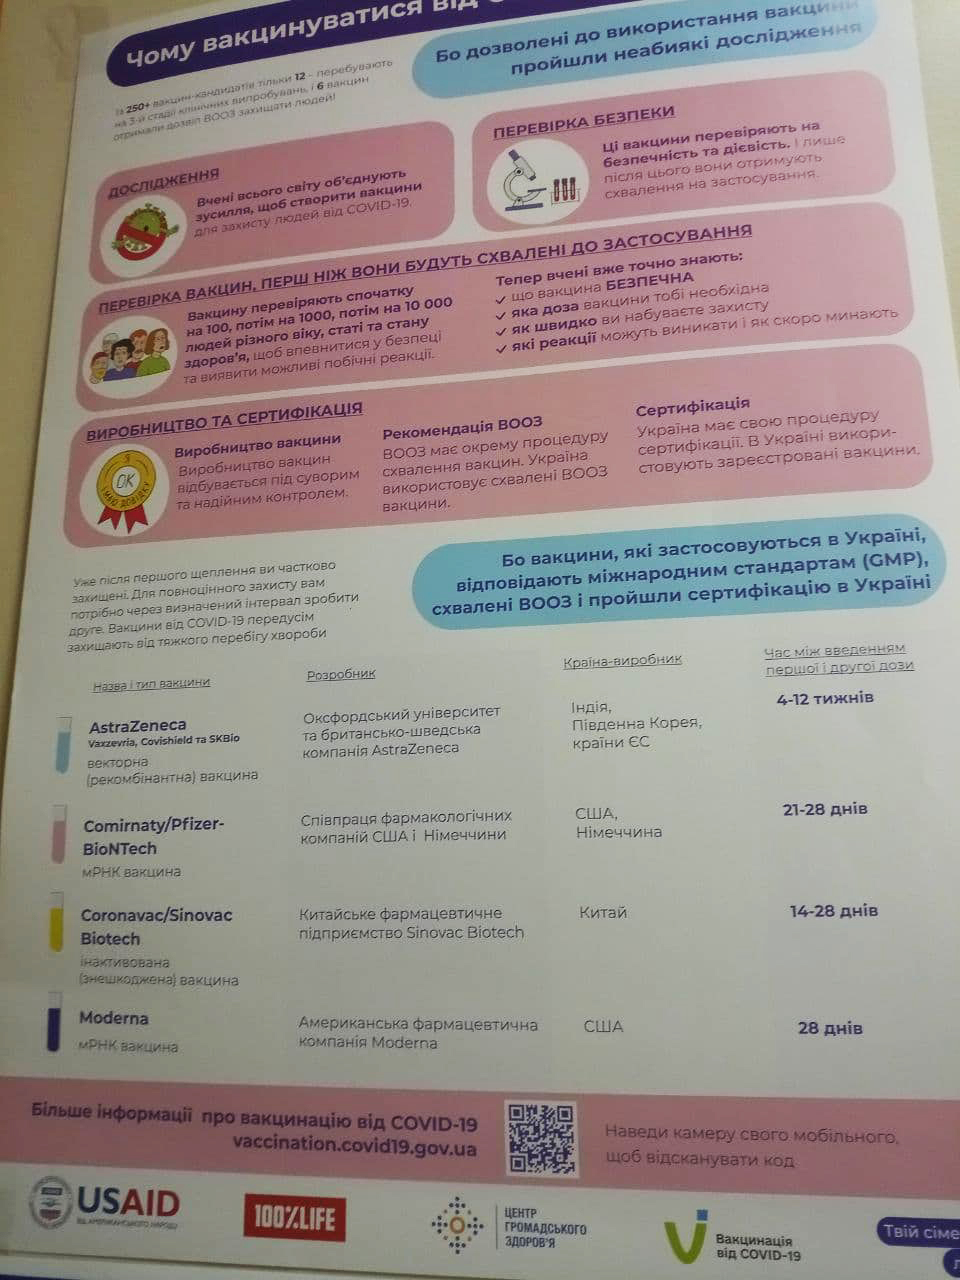 Чому вакцинуватися від
Бо дозволені до використання вакцини
пройшли неабиякі дослідження
Із 250+ вакцин-кандидатів тільки 12 – перебувають
на 3-й стадії клінічних випробувань, і 6 вакцин
отримали дозвіл ВООЗ захищати людей!
ДОСЛІДЖЕННЯ
Вчені всього світу об'єднують
зусилля, щоб створити вакцини
для захисту людей від COVID-19.
ПЕРЕВІРКА БЕЗПЕКИ
Ці вакцини перевіряють на
безпечність та дієвість. І лише
після цього вони отримують
схвалення на застосування.
ПЕРЕВІРКА ВАКЦИН, ПЕРШ НІЖ ВОНИ БУДУТЬ СХВАЛЕНІ ДО ЗАСТОСУВАННЯ
Вакцину перевіряють спочатку
на 100, потім на 1000, потім на 10 000
людей різного віку, статі та стану
здоров'я, щоб впевнитися у безпеці
та виявити можливі побічні реакції.
Тепер вчені вже точно знають:
✓ що вакцина БЕЗПЕЧНА
✓ яка доза вакцини тобі необхідна
✓ як швидко ви набуваєте захисту
✓ які реакції можуть виникати і як скоро минають
ВИРОБНИЦТВО ТА СЕРТИФІКАЦІЯ
OK
Виробництво вакцини
Виробництво вакцин
відбувається під суворим
та надійним контролем.
Рекомендація ВООЗ
ВООЗ має окрему процедуру
схвалення вакцин. Україна
використовує схвалені ВООЗ
вакцини.
Сертифікація
Україна має свою процедуру
сертифікації. В Україні викори-
стовують зареєстровані вакцини.
Уже після першого щеплення ви частково
захищені. Для повноцінного захисту вам
потрібно через визначений інтервал зробити
друге. Вакцини від COVID-19 передусім
захищають від тяжкого перебігу хвороби
Бо вакцини, які застосовуються в Україні,
відповідають міжнародним стандартам (GMP),
схвалені ВООЗ і пройшли сертифікацію в Україні
Назва і тип вакцини
Розробник
Країна-виробник
Час між введенням
першої і другої дози
AstraZeneca
Vaxzevria, Covishield та SKBio
векторна
(рекомбінантна) вакцина
Оксфордський університет
та британсько-шведська
компанія AstraZeneca
Індія,
Південна Корея,
країни ЄС
4-12 тижнів
Comirnaty/Pfizer-
BioNTech
мРНК вакцина
Співпраця фармакологічних
компаній США і Німеччини
США,
Німеччина
21-28 днів
Coronavac/Sinovac
Biotech
інактивована
(знешкоджена) вакцина
Китайське фармацевтичне
підприємство Sinovac Biotech
Китай
14-28 днів
Moderna
мРНК вакцина
Американська фармацевтична
компанія Moderna
США
28 днів
Більше інформації про вакцинацію від COVID-19
vaccination.covid19.gov.ua
Наведи камеру свого мобільного,
щоб відсканувати код
USAID
ВІД АМЕРИКАНСЬКОГО НАРОДУ
100%LIFE
ЦЕНТР
ГРОМАДСЬКОГО
ЗДОРОВ'Я
Вакцинація
від COVID-19
Твій сіме